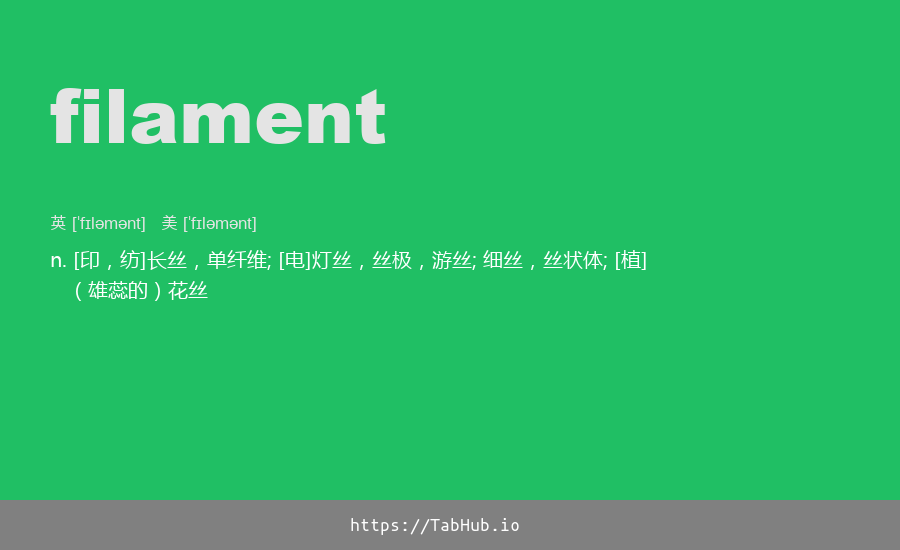 filament
英 [ˈfɪləmənt] 美 [ˈfɪləmənt]
n. [印，纺]长丝，单纤维; [电]灯丝，丝极，游丝; 细丝，丝状体; [植]
（雄蕊的）花丝
https://TabHub.io